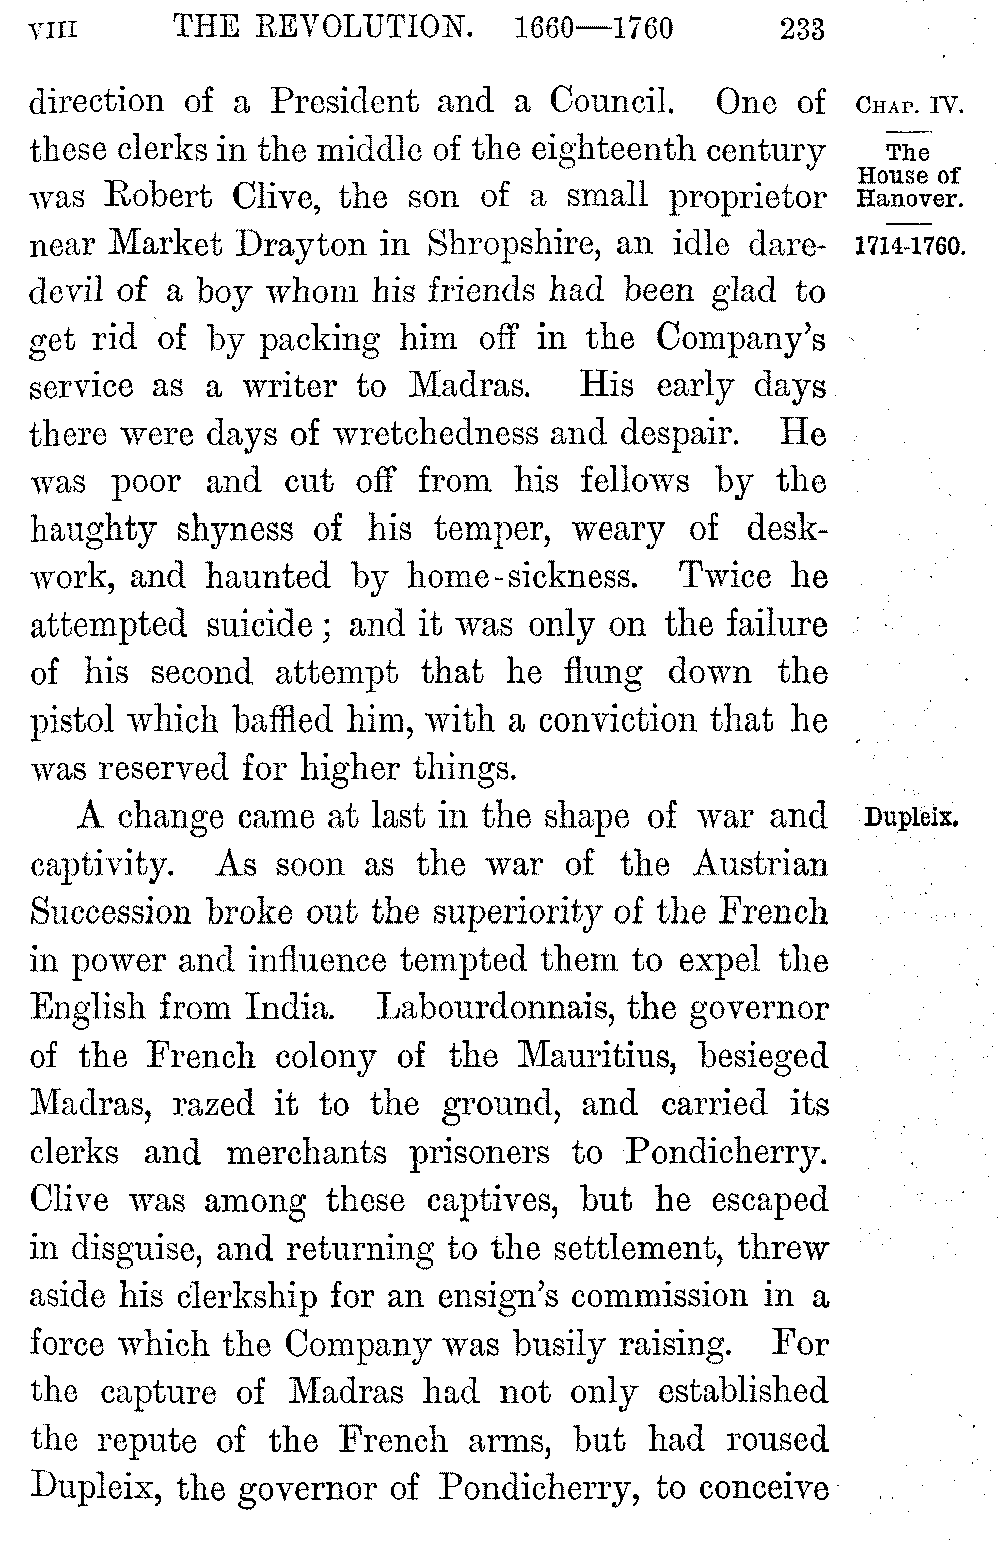 VIII THE REVOLUTION. 1660—1760 233
direction of a President and a Council. One of
these clerks in the middle of the eighteenth century
was Robert Clive, the son of a small proprietor
near Market Drayton in Shropshire, an idle dare-
devil of a boy whom his friends had been glad to
get rid of by packing him off in the Company's
service as a writer to Madras. His early days
there were days of wretchedness and despair. He
was poor and cut off from his fellows by the
haughty shyness of his temper, weary of desk-
work, and haunted by home-sickness. Twice he
attempted suicide; and it was only on the failure
of his second attempt that he flung down the
pistol which baffled him, with a conviction that he
was reserved for higher things.
A change came at last in the shape of war and
captivity. As soon as the war of the Austrian
Succession broke out the superiority of the French
in power and influence tempted them to expel the
English from India. Labourdonnais, the governor
of the French colony of the Mauritius, besieged
Madras, razed it to the ground, and carried its
clerks and merchants prisoners to Pondicherry.
Clive was among these captives, but he escaped
in disguise, and returning to the settlement, threw
aside his clerkship for an ensign's commission in a
force which the Company was busily raising. For
the capture of Madras had not only established
the repute of the French arms, but had roused
Dupleix, the governor of Pondicherry, to conceive
CHAP. IV.
The
House of
Hanover.
1714-1760.
Dupleix.